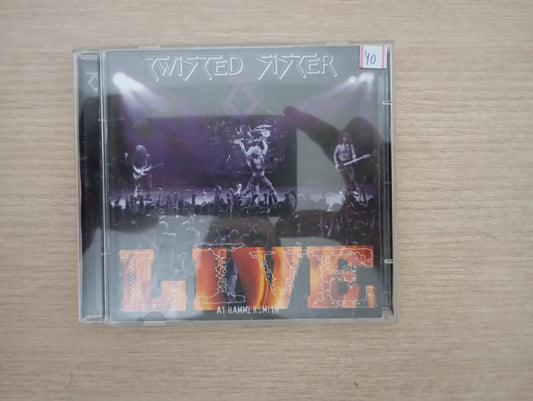 TWISTED SISTER
40
LIVE
AT HAMMERSMITH